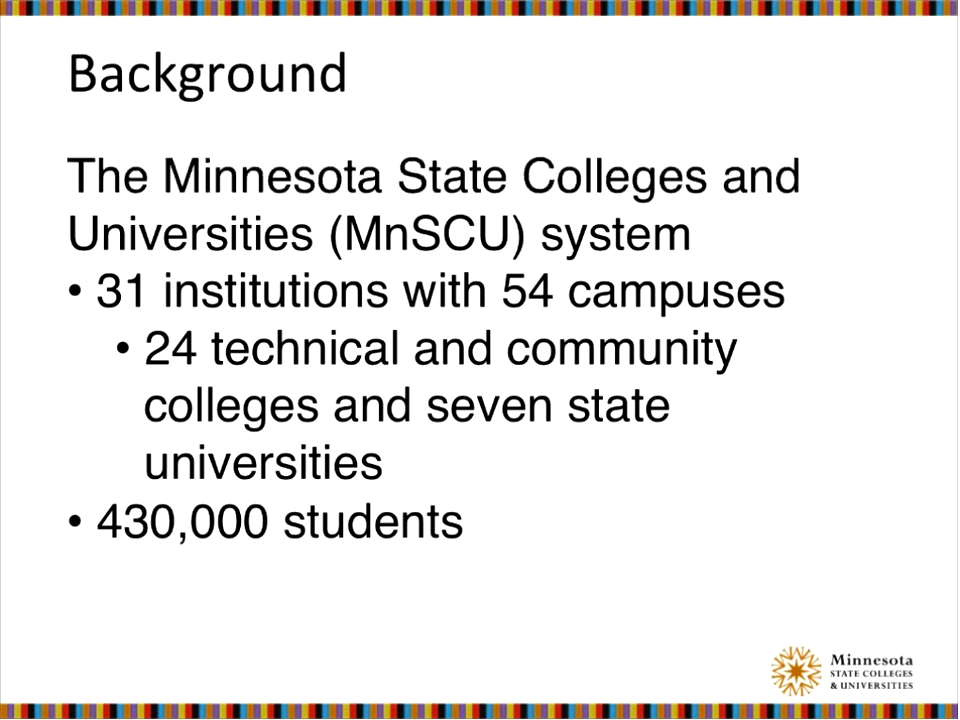 Background
The Minnesota State Colleges and
Universities (MnSCU) system
• 31 institutions with 54 campuses
• 24 technical and community
colleges and seven state
universities
• 430,000 students
Minnesota
STATE COLLEGES
& UNIVERSITIES